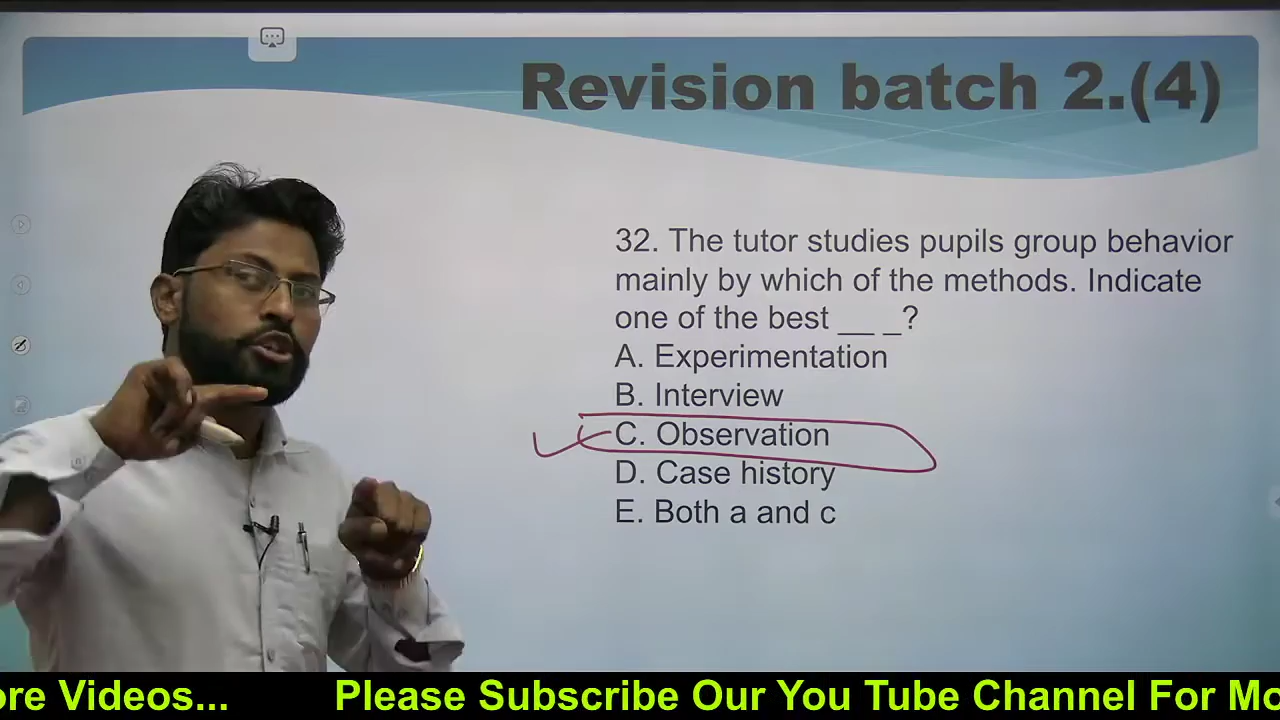 Revision batch 2.(4)
32. The tutor studies pupils group behavior
mainly by which of the methods. Indicate
one of the best __ _?
A. Experimentation
B. Interview
C. Observation
D. Case history
E. Both a and c
ore Videos... Please Subscribe Our You Tube Channel For Mo